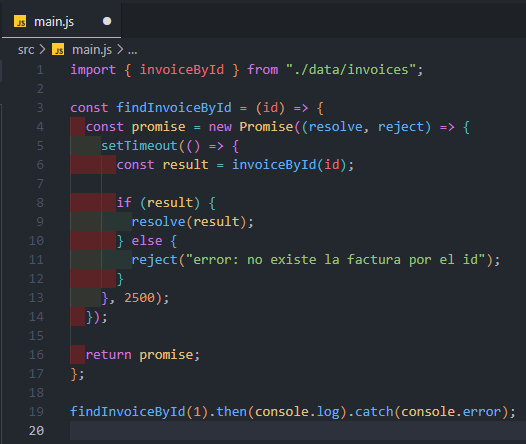 JS main.js
src > JS main.js > ...
1 import { invoiceById } from "./data/invoices";
2
3 const findInvoiceById = (id) => {
4   const promise = new Promise((resolve, reject) => {
5     setTimeout(() => {
6       const result = invoiceById(id);
7
8       if (result) {
9         resolve(result);
10       } else {
11         reject("error: no existe la factura por el id");
12       }
13     }, 2500);
14   });
15
16   return promise;
17 };
18
19 findInvoiceById(1).then(console.log).catch(console.error);
20